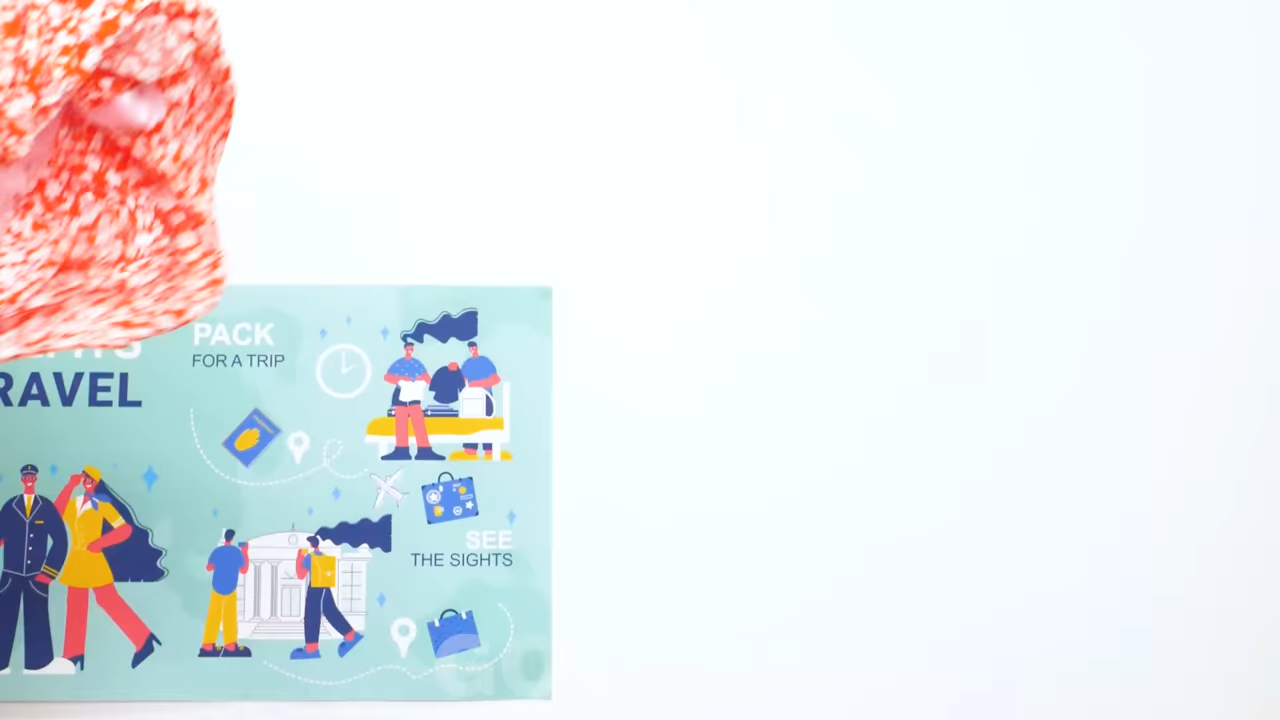 RAVEL
PACK
FOR A TRIP
SEE
THE SIGHTS